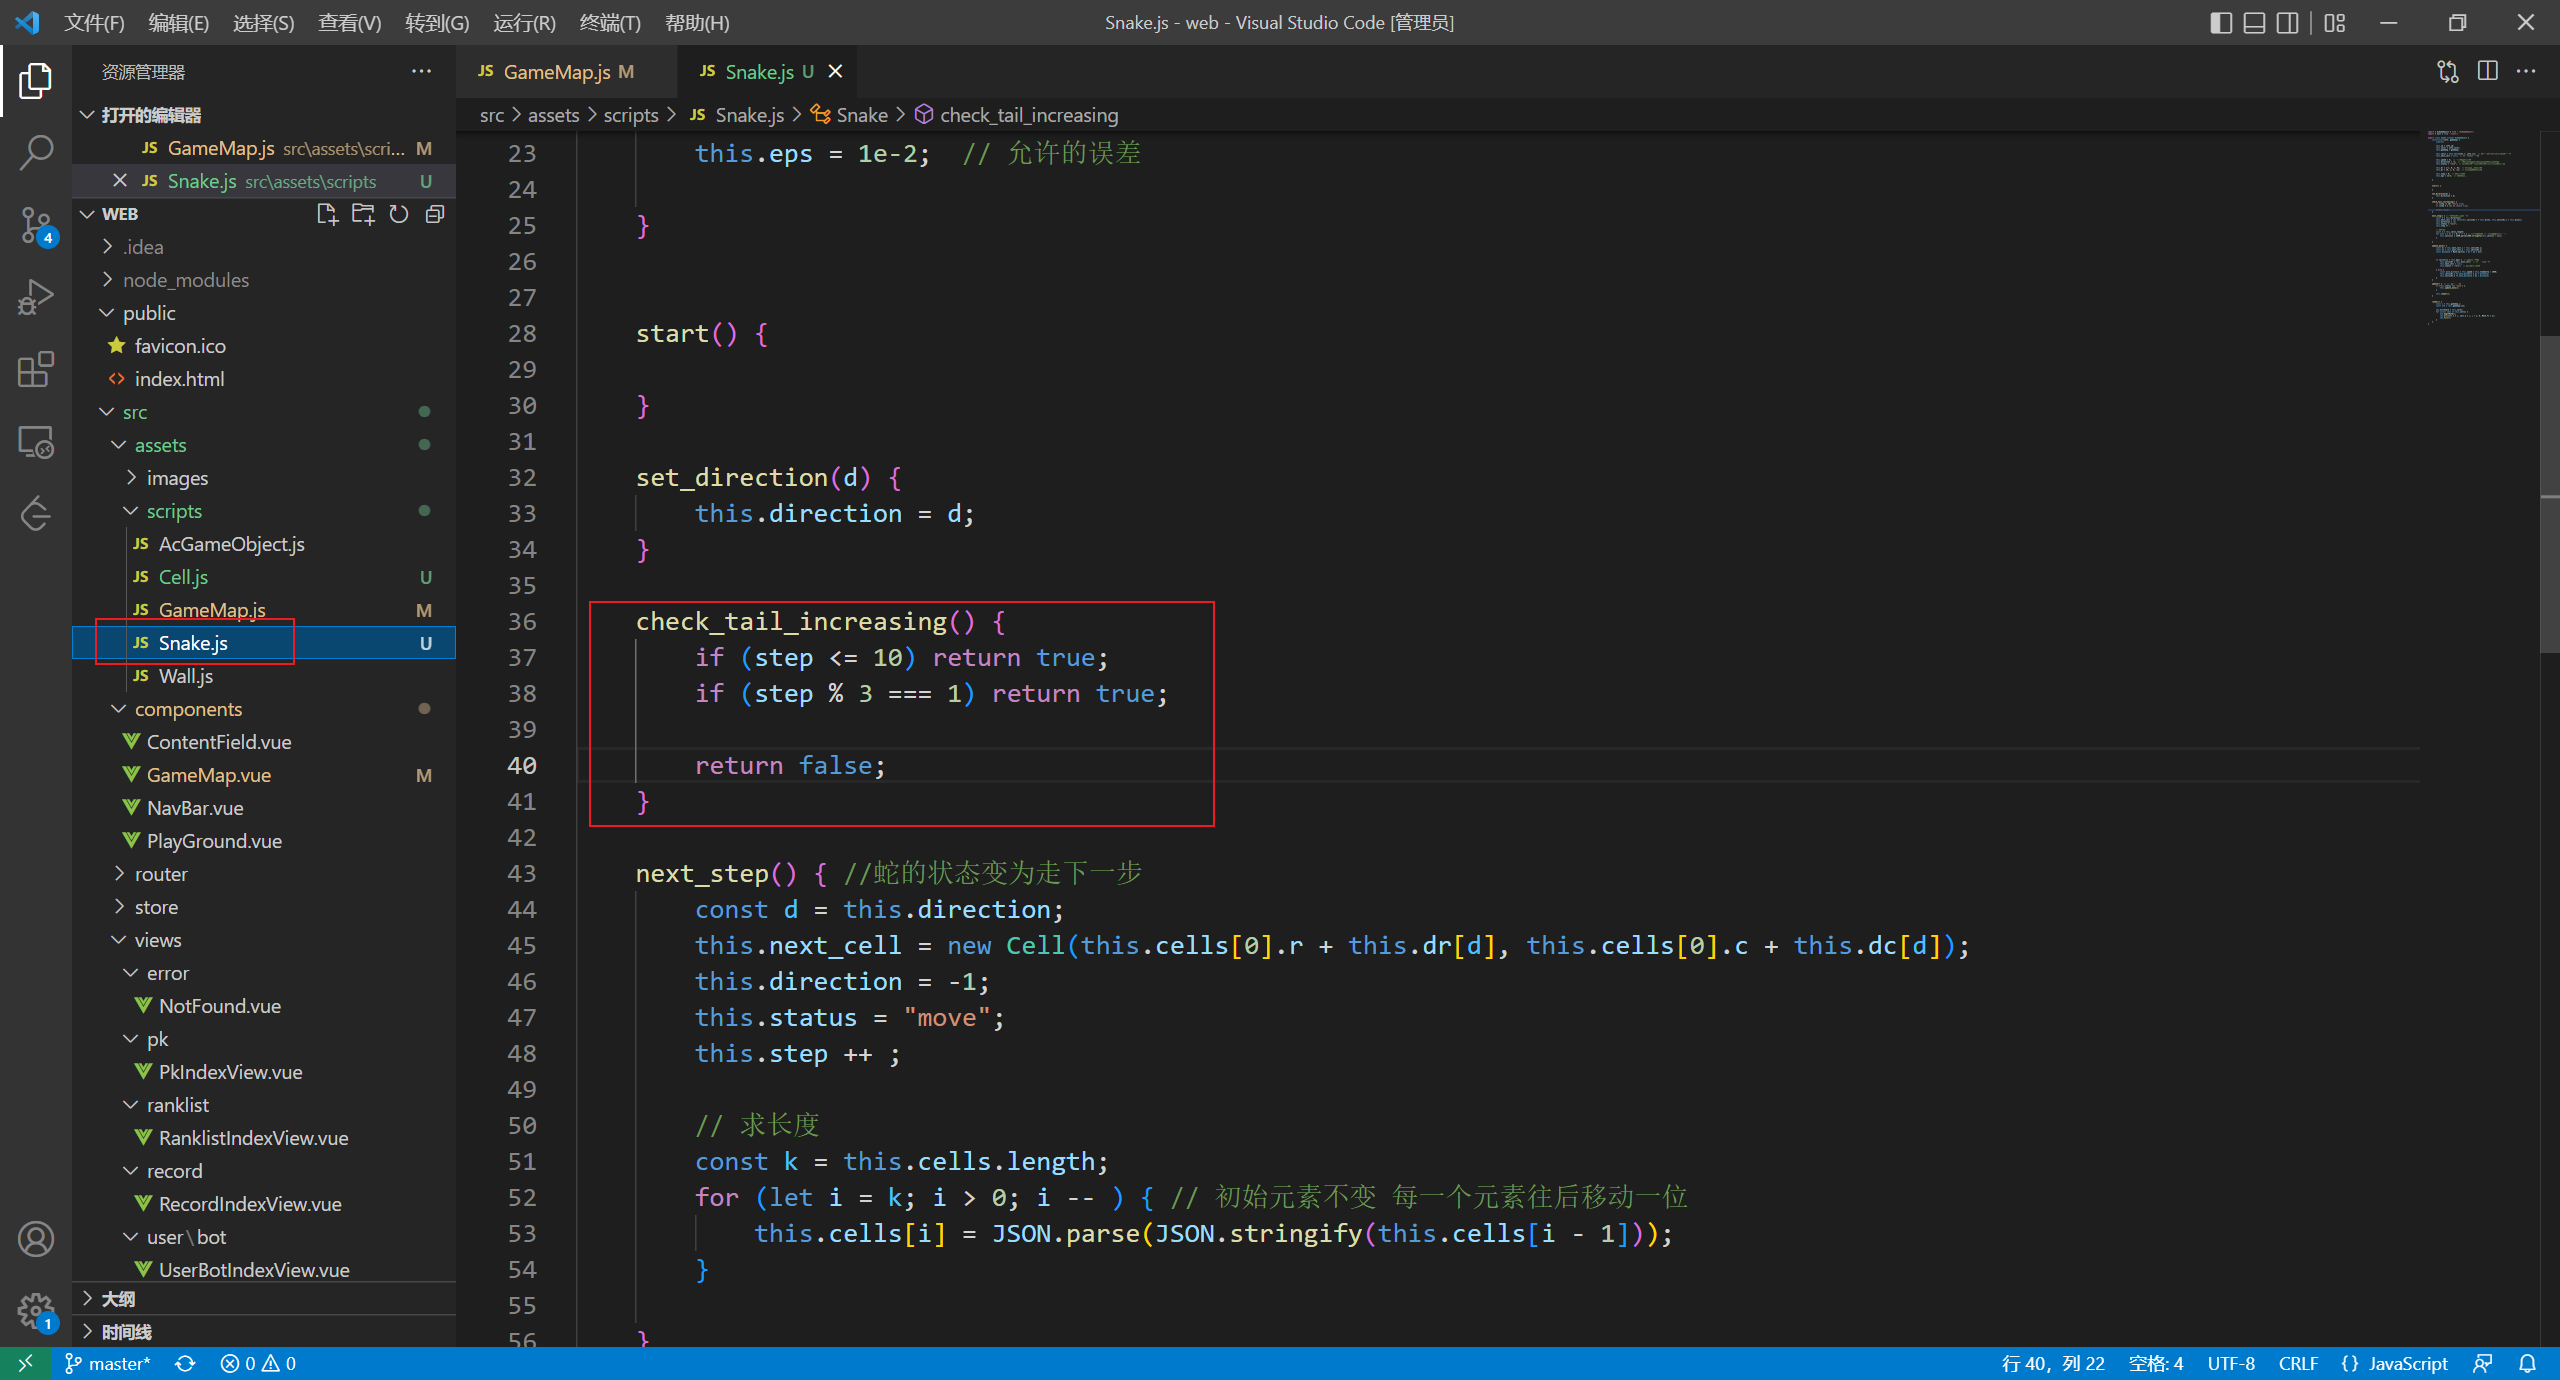 文件(F) 编辑(E) 选择(S) 查看(V) 转到(G) 运行(R) 终端(T) 帮助(H) Snake.js - web - Visual Studio Code [管理员]
资源管理器
JS GameMap.js M JS Snake.js U
打开的编辑器
JS GameMap.js src\assets\scri... M
JS Snake.js src\assets\scripts U
WEB
.idea
node_modules
public
favicon.ico
index.html
src
assets
images
scripts
JS AcGameObject.js
JS Cell.js U
JS GameMap.js M
JS Snake.js U
JS Wall.js
components
ContentField.vue
GameMap.vue M
NavBar.vue
PlayGround.vue
router
store
views
error
NotFound.vue
pk
PkIndexView.vue
ranklist
RanklistIndexView.vue
record
RecordIndexView.vue
user\bot
UserBotIndexView.vue
大纲
时间线
4
1
src > assets > scripts > JS Snake.js > Snake > check_tail_increasing
23 this.eps = 1e-2; // 允许的误差
24
25 }
26
27
28 start() {
29
30 }
31
32 set_direction(d) {
33 this.direction = d;
34 }
35
36 check_tail_increasing() {
37 if (step <= 10) return true;
38 if (step % 3 === 1) return true;
39
40 return false;
41 }
42
43 next_step() { //蛇的状态变为走下一步
44 const d = this.direction;
45 this.next_cell = new Cell(this.cells[0].r + this.dr[d], this.cells[0].c + this.dc[d]);
46 this.direction = -1;
47 this.status = "move";
48 this.step ++ ;
49
50 // 求长度
51 const k = this.cells.length;
52 for (let i = k; i > 0; i -- ) { // 初始元素不变 每一个元素往后移动一位
53 this.cells[i] = JSON.parse(JSON.stringify(this.cells[i - 1]));
54 }
55
56 }
master* 0 0 行 40，列 22 空格: 4 UTF-8 CRLF {} JavaScript